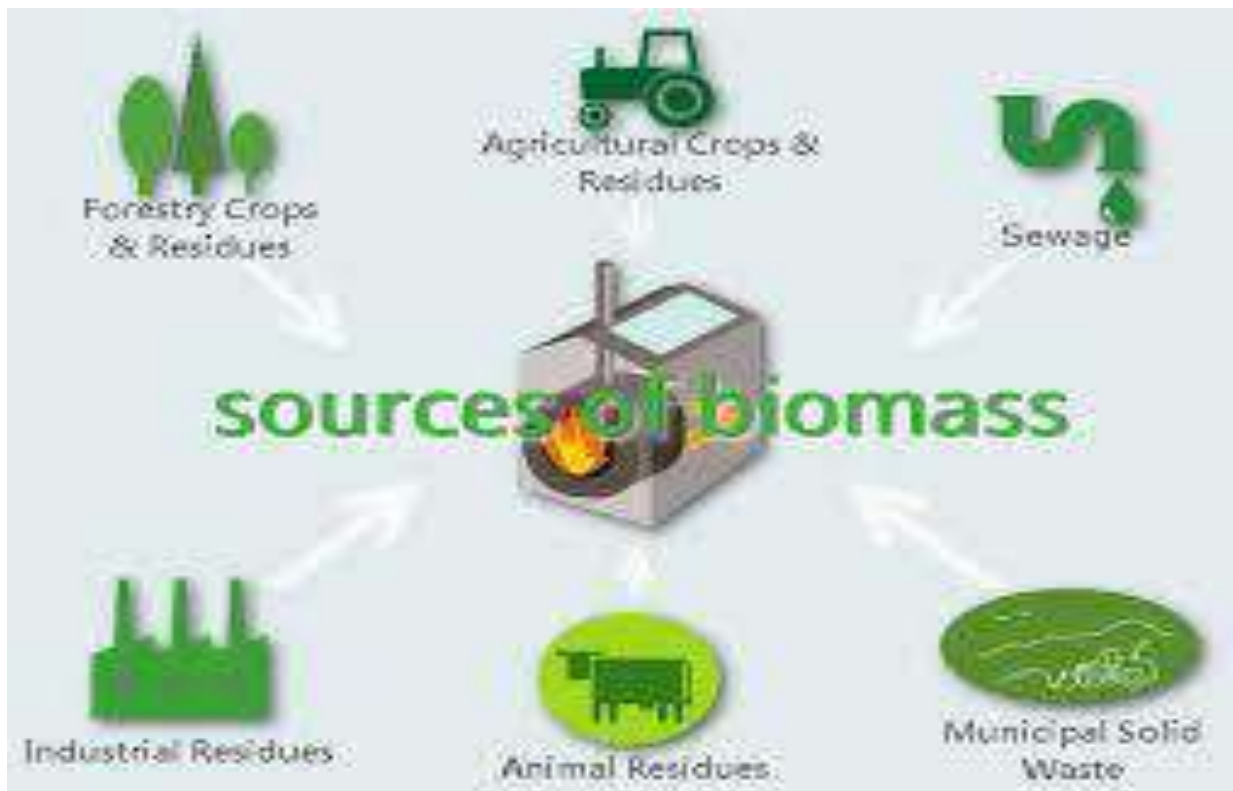 Agricultural Crops &
Residues
Forestry Crops
& Residues
Sewage
sources of biomass
Industrial Residues
Animal Residues
Municipal Solid
Waste